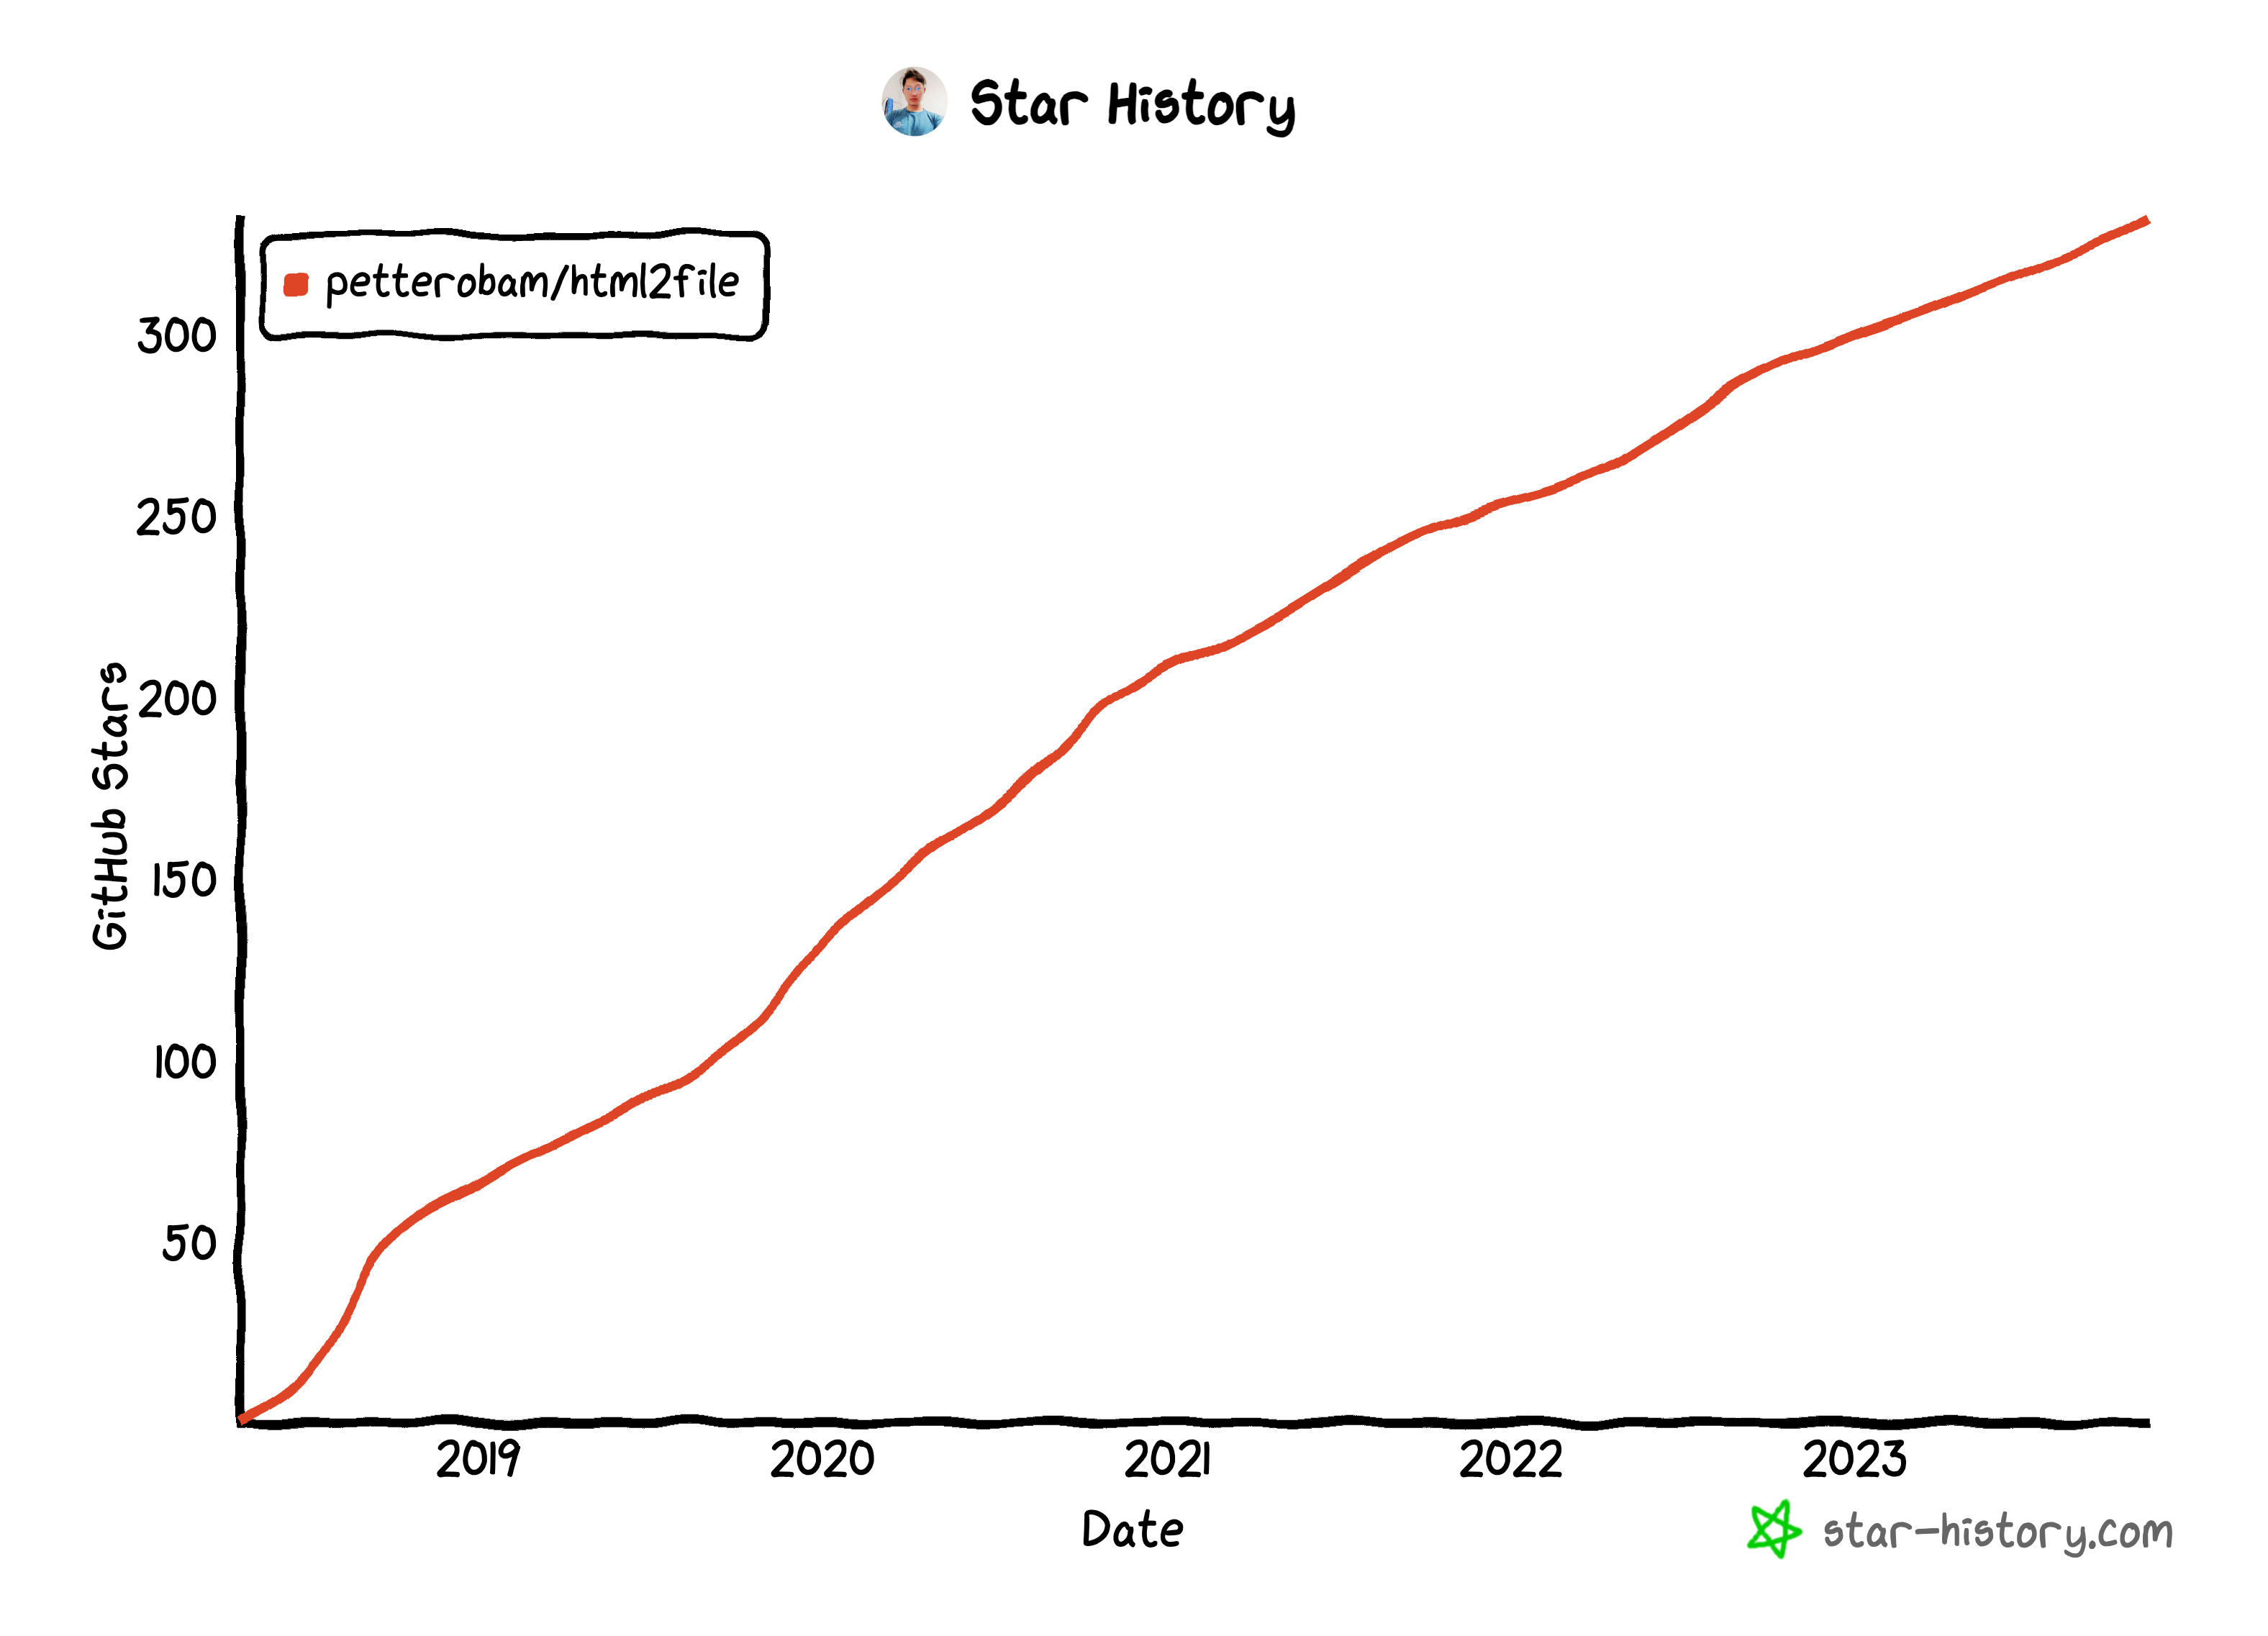 Star History
petterobam/html2file
300
250
200
150
100
50
GitHub Stars
2019 2020 2021 2022 2023
Date
star-history.com